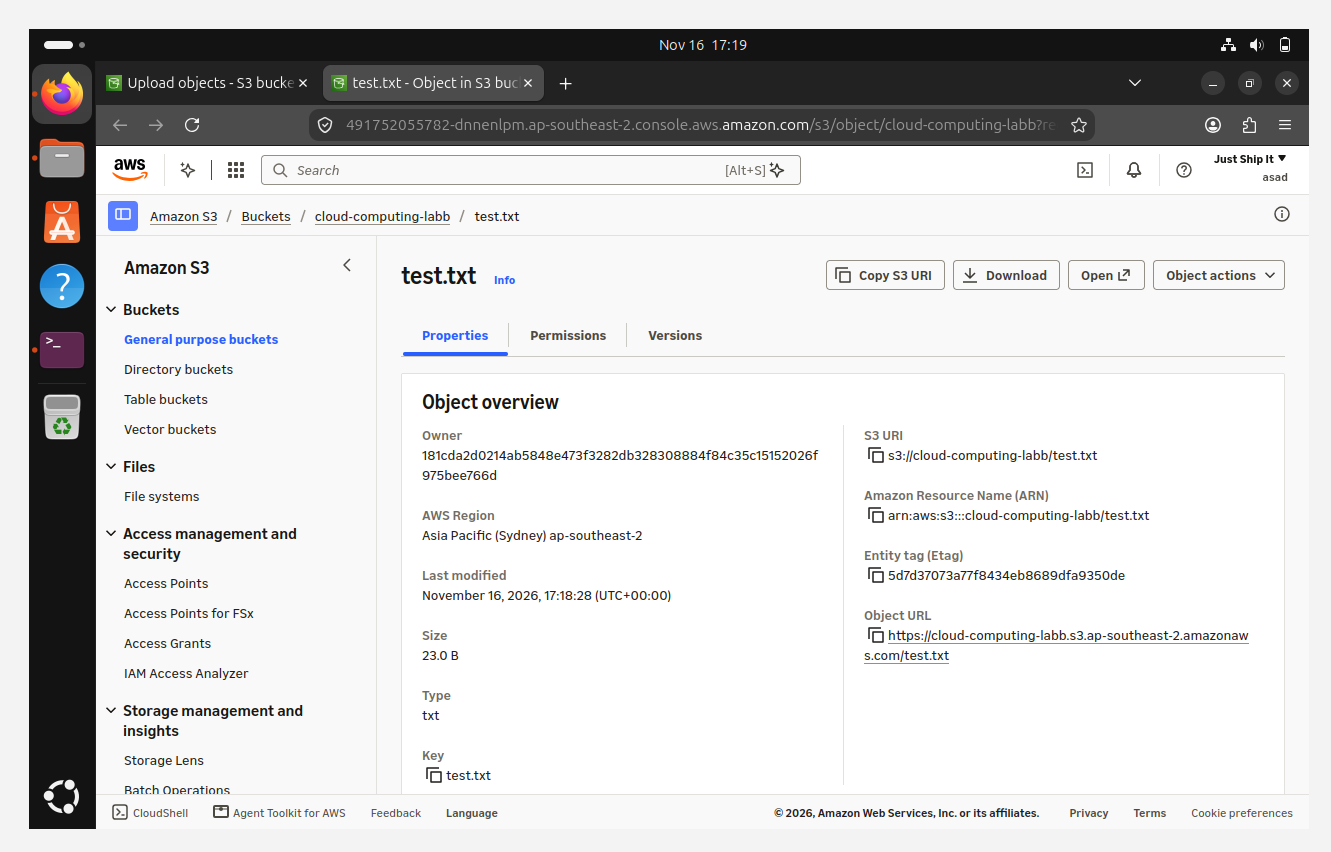 Nov 16 17:19
Upload objects - S3 bucke
test.txt - Object in S3 buc
491752055782-dnnenlpm.ap-southeast-2.console.aws.amazon.com/s3/object/cloud-computing-labb?re
aws
Search
[Alt+S]
Just Ship It
asad
Amazon S3 / Buckets / cloud-computing-labb / test.txt
Amazon S3
Buckets
General purpose buckets
Directory buckets
Table buckets
Vector buckets
Files
File systems
Access management and
security
Access Points
Access Points for FSx
Access Grants
IAM Access Analyzer
Storage management and
insights
Storage Lens
Batch Operations
test.txt Info
Copy S3 URI
Download
Open
Object actions
Properties
Permissions
Versions
Object overview
Owner
181cda2d0214ab5848e473f3282db328308884f84c35c15152026f
975bee766d
AWS Region
Asia Pacific (Sydney) ap-southeast-2
Last modified
November 16, 2026, 17:18:28 (UTC+00:00)
Size
23.0 B
Type
txt
Key
test.txt
S3 URI
s3://cloud-computing-labb/test.txt
Amazon Resource Name (ARN)
arn:aws:s3:::cloud-computing-labb/test.txt
Entity tag (Etag)
5d7d37073a77f8434eb8689dfa9350de
Object URL
https://cloud-computing-labb.s3.ap-southeast-2.amazonaw
s.com/test.txt
CloudShell
Agent Toolkit for AWS
Feedback
Language
© 2026, Amazon Web Services, Inc. or its affiliates.
Privacy
Terms
Cookie preferences